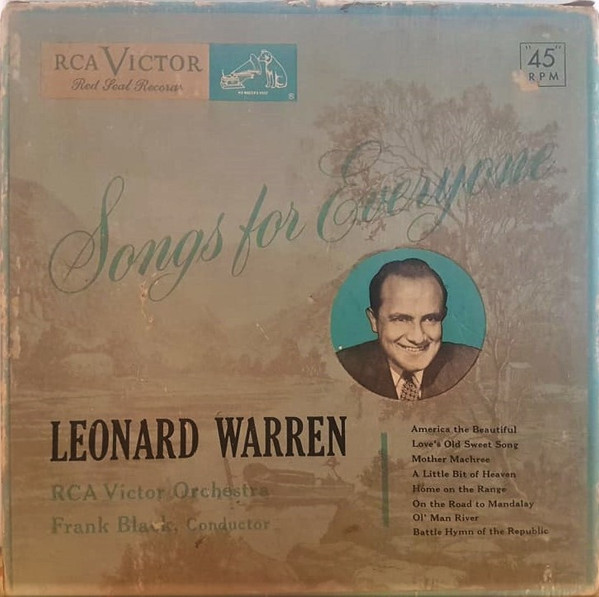 RCA VICTOR
Red Seal Records
"45"
RPM
Songs for Everyone
LEONARD WARREN
RCA Victor Orchestra
Frank Black, Conductor
America the Beautiful
Love's Old Sweet Song
Mother Machree
A Little Bit of Heaven
Home on the Range
On the Road to Mandalay
Ol' Man River
Battle Hymn of the Republic